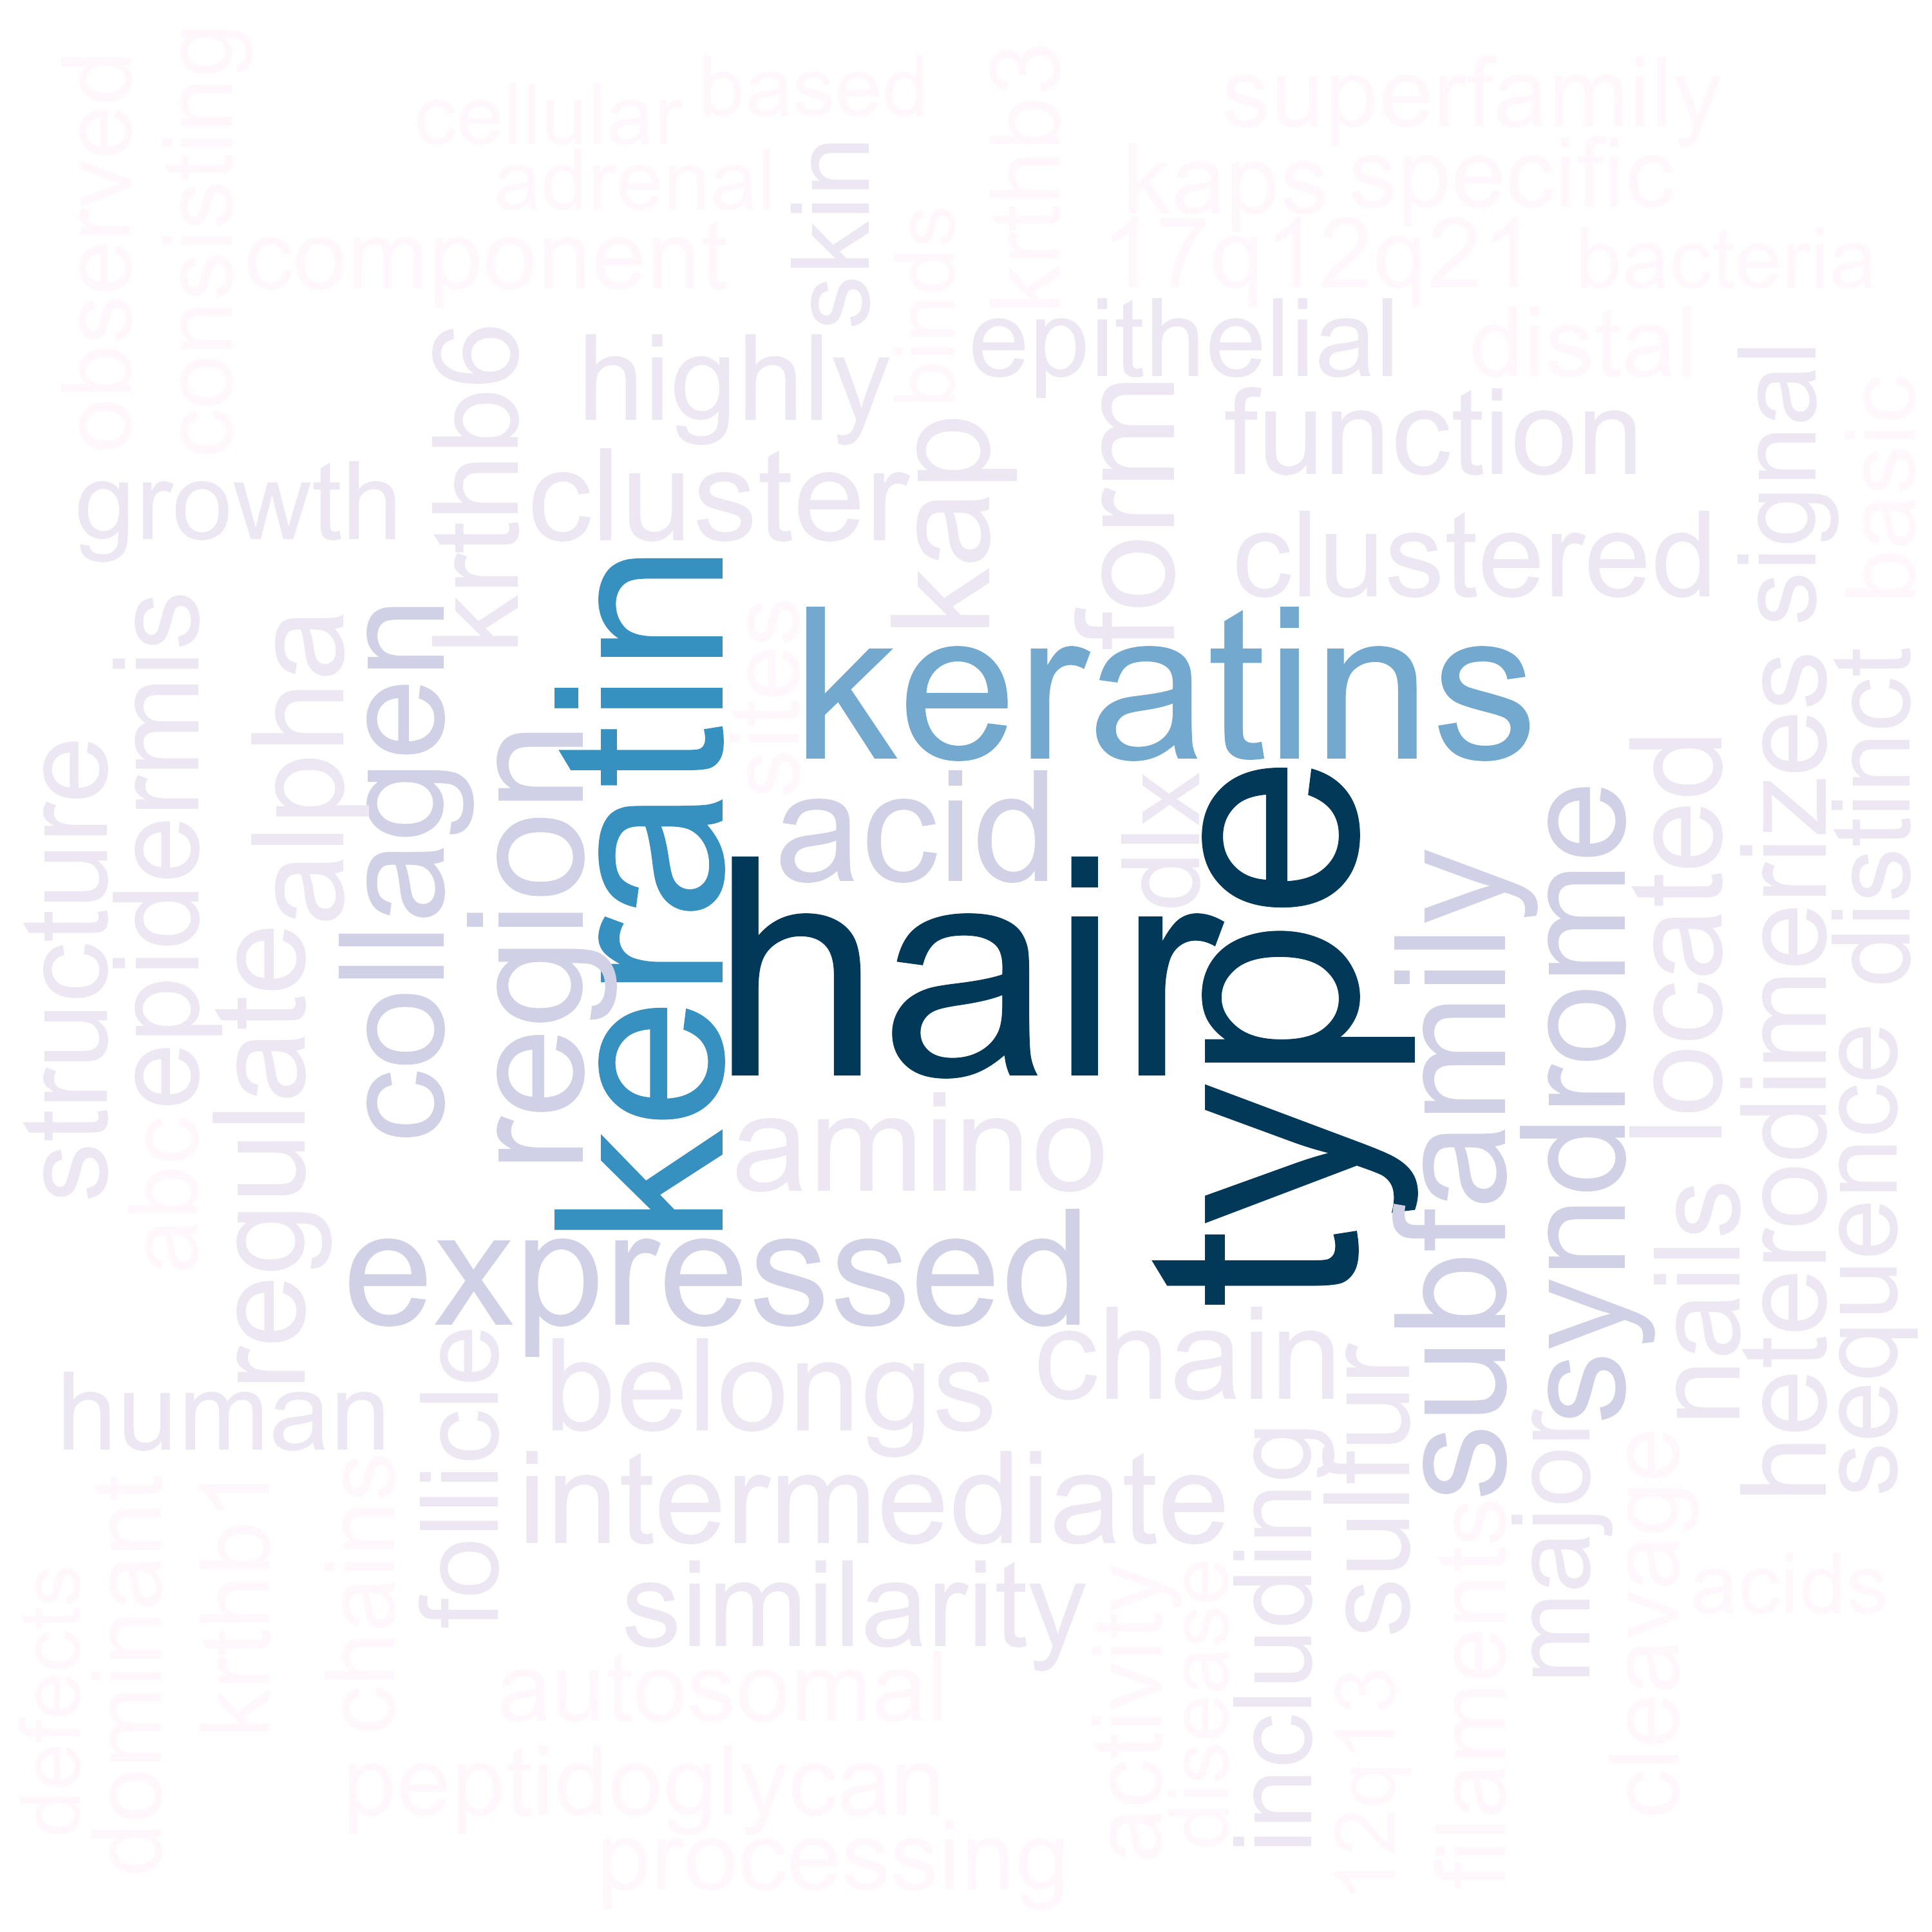 observed
consisting
cellular
based
krthb3
superfamily
adrenal
skin
kaps
specific
component
binds
17q12q21
bacteria
krthb6
highly
epithelial
distal
signal
basic
growth
cluster
kap
form
function
clustered
structure
epidermis
alpha
collagen
region
keratin
sites
keratins
located
heterodimerizes
distinct
regulate
acid
dlx
type
subfamily
syndrome
hair
abc
amino
nails
sequence
expressed
human
follicle
belongs
chain
sulfur
major
intermediate
including
cleavage
defects
dominant
krthb1
chains
similarity
activity
disease
12q13
filaments
acids
autosomal
peptidoglycan
processing